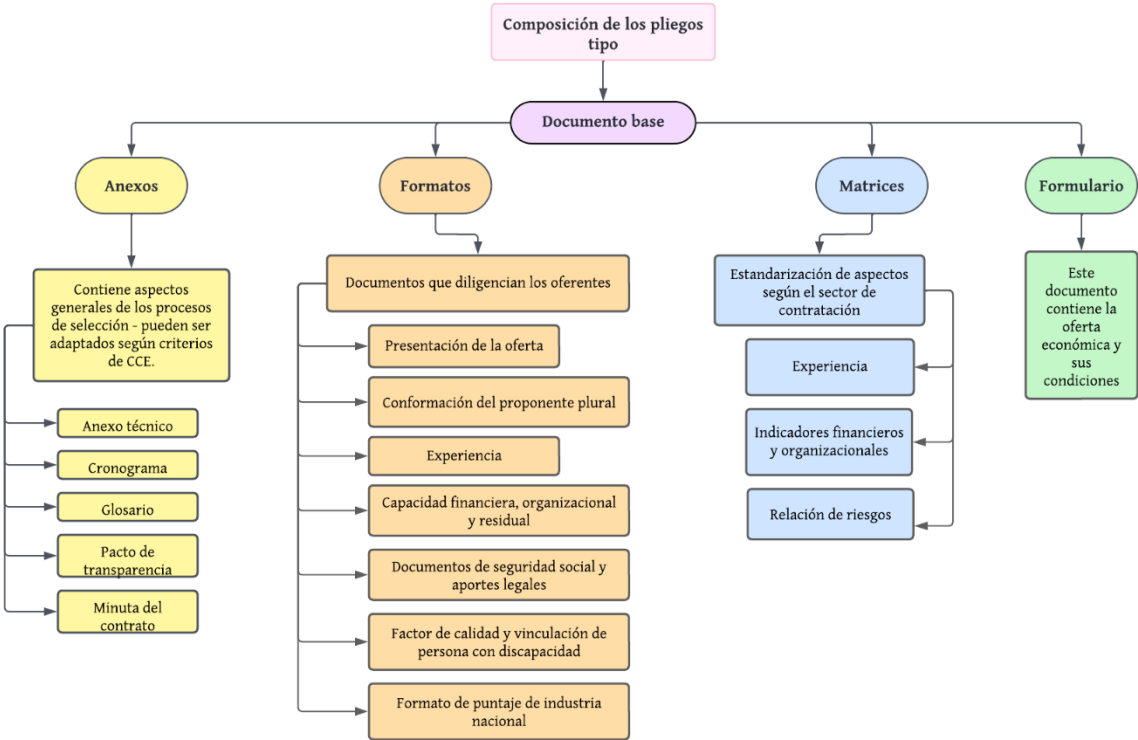 Composición de los pliegos
tipo
Documento base
Anexos
Formatos
Matrices
Formulario
Contiene aspectos
generales de los procesos
de selección - pueden ser
adaptados según criterios
de CCE.
Anexo técnico
Cronograma
Glosario
Pacto de
transparencia
Minuta del
contrato
Documentos que diligencian los oferentes
Presentación de la oferta
Conformación del proponente plural
Experiencia
Capacidad financiera, organizacional
y residual
Documentos de seguridad social y
aportes legales
Factor de calidad y vinculación de
persona con discapacidad
Formato de puntaje de industria
nacional
Estandarización de aspectos
según el sector de
contratación
Experiencia
Indicadores financieros
y organizacionales
Relación de riesgos
Este
documento
contiene la
oferta
económica y
sus
condiciones